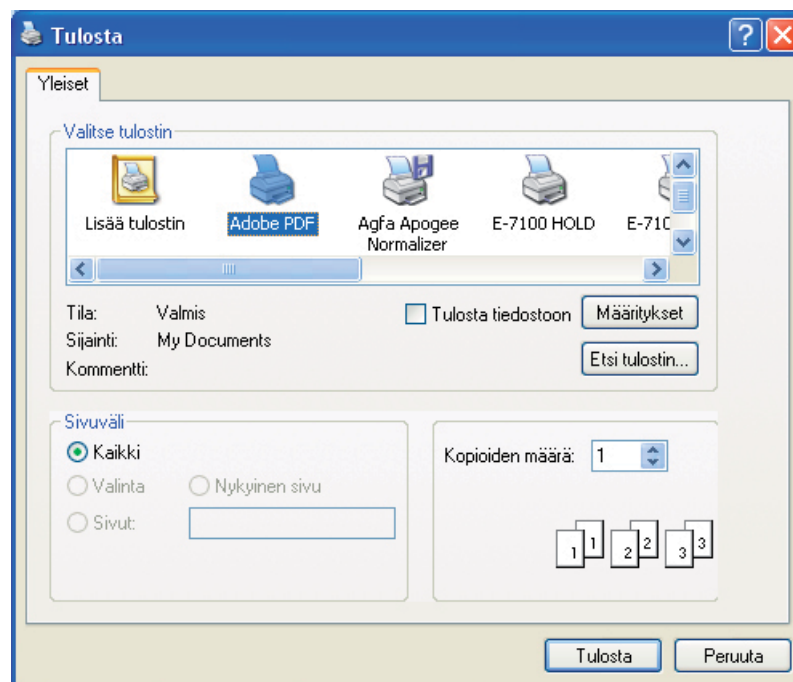 Tulosta
Yleiset
Valitse tulostin
Lisää tulostin
Adobe PDF
Agfa Apogee
Normalizer
E-7100 HOLD
E-710
Tila: Valmis
Tulosta tiedostoon
Määritykset
Sijainti: My Documents
Etsi tulostin...
Kommentti:
Sivuväli
Kaikki
Valinta
Nykyinen sivu
Sivut:
Kopioiden määrä: 1
1 1 2 2 3 3
Tulosta
Peruuta